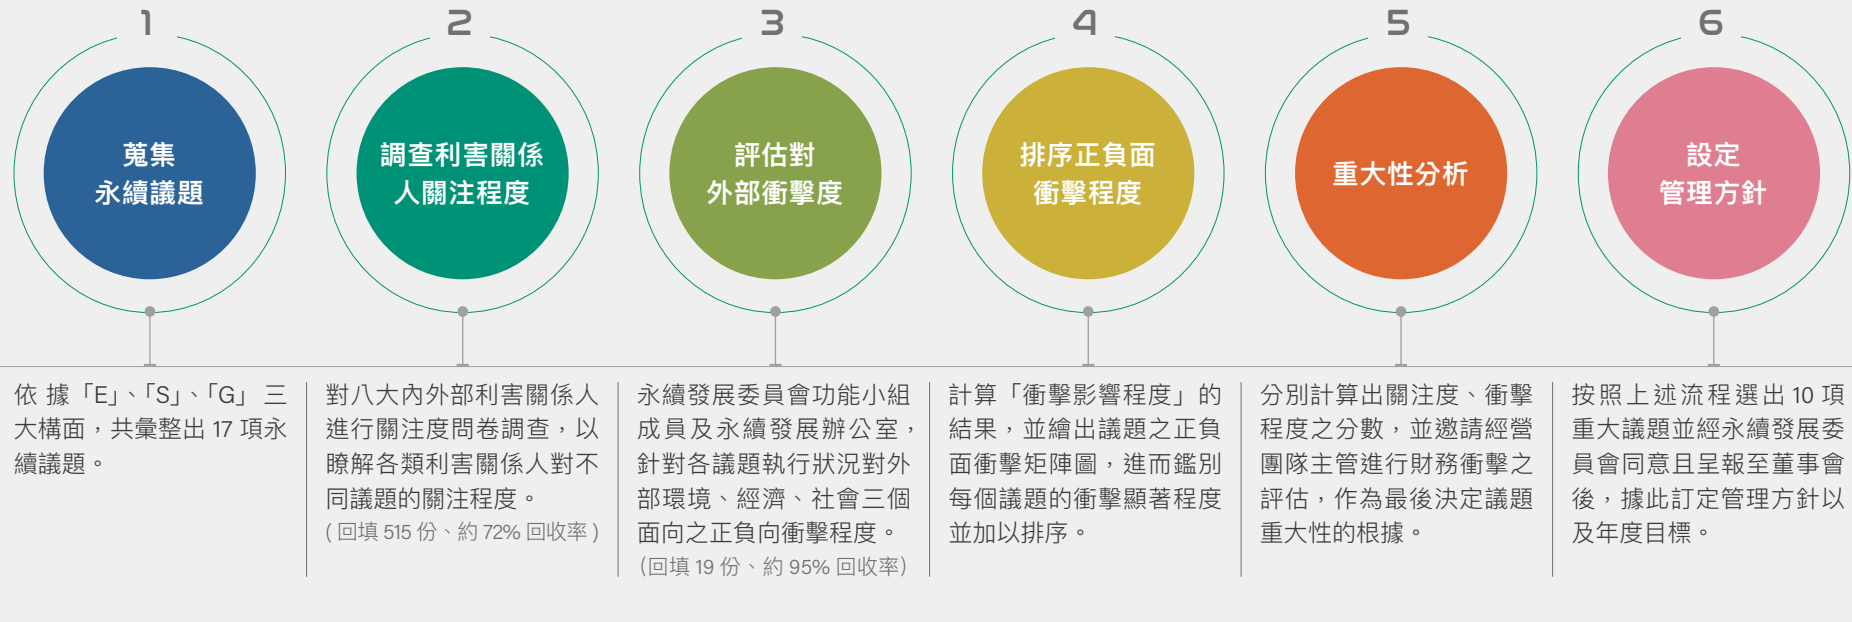 1
蒐集
永續議題
依據「E」、「S」、「G」三
大構面，共彙整出 17 項永
續議題。
2
調查利害關係
人關注程度
對八大內外部利害關係人
進行關注度問卷調查，以
瞭解各類利害關係人對不
同議題的關注程度。
( 回填 515 份、約 72% 回收率 )
3
評估對
外部衝擊度
永續發展委員會功能小組
成員及永續發展辦公室，
針對各議題執行狀況對外
部環境、經濟、社會三個
面向之正負向衝擊程度。
（回填 19 份、約 95% 回收率）
4
排序正負面
衝擊程度
計算「衝擊影響程度」的
結果，並繪出議題之正負
面衝擊矩陣圖，進而鑑別
每個議題的衝擊顯著程度
並加以排序。
5
重大性分析
分別計算出關注度、衝擊
程度之分數，並邀請經營
團隊主管進行財務衝擊之
評估，作為最後決定議題
重大性的根據。
6
設定
管理方針
按照上述流程選出 10 項
重大議題並經永續發展委
員會同意且呈報至董事會
後，據此訂定管理方針以
及年度目標。